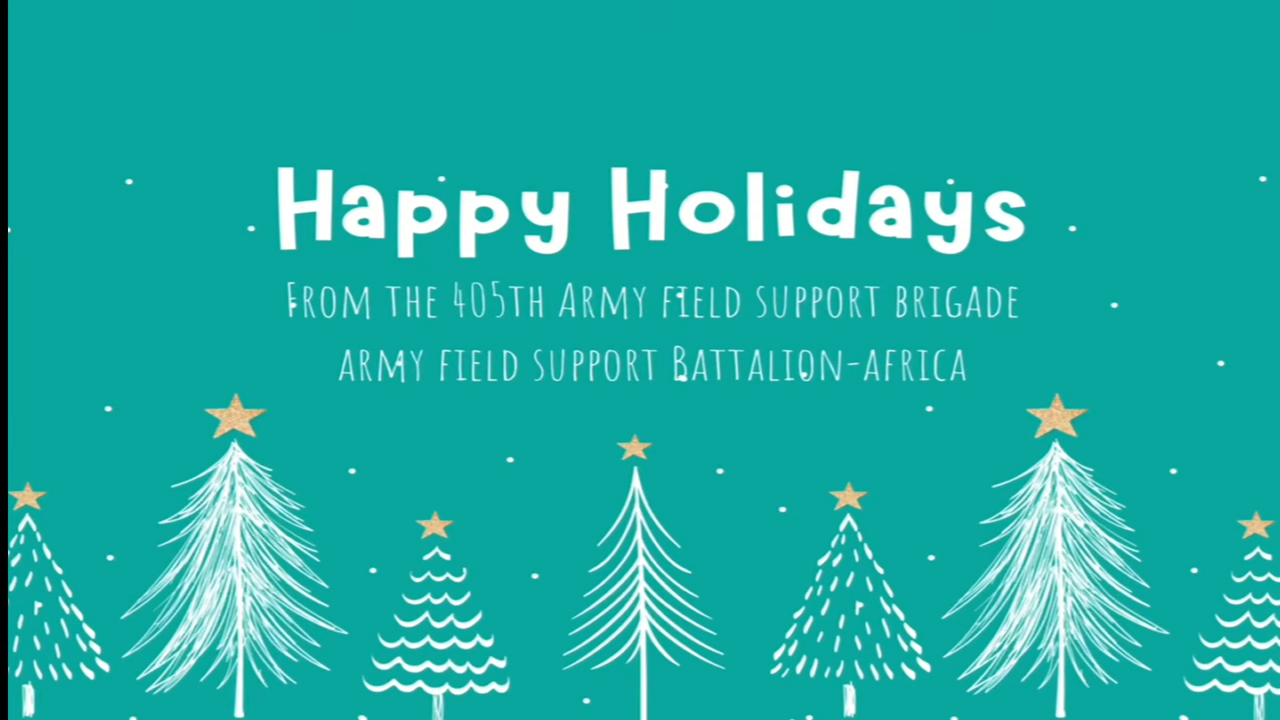 Happy Holidays
From the 405th Army field support brigade
army field support Battalion-africa